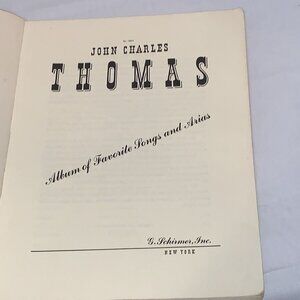 JOHN CHARLES
THOMAS
Album of Favorite Songs and Arias
G. Schirmer, Inc.
NEW YORK